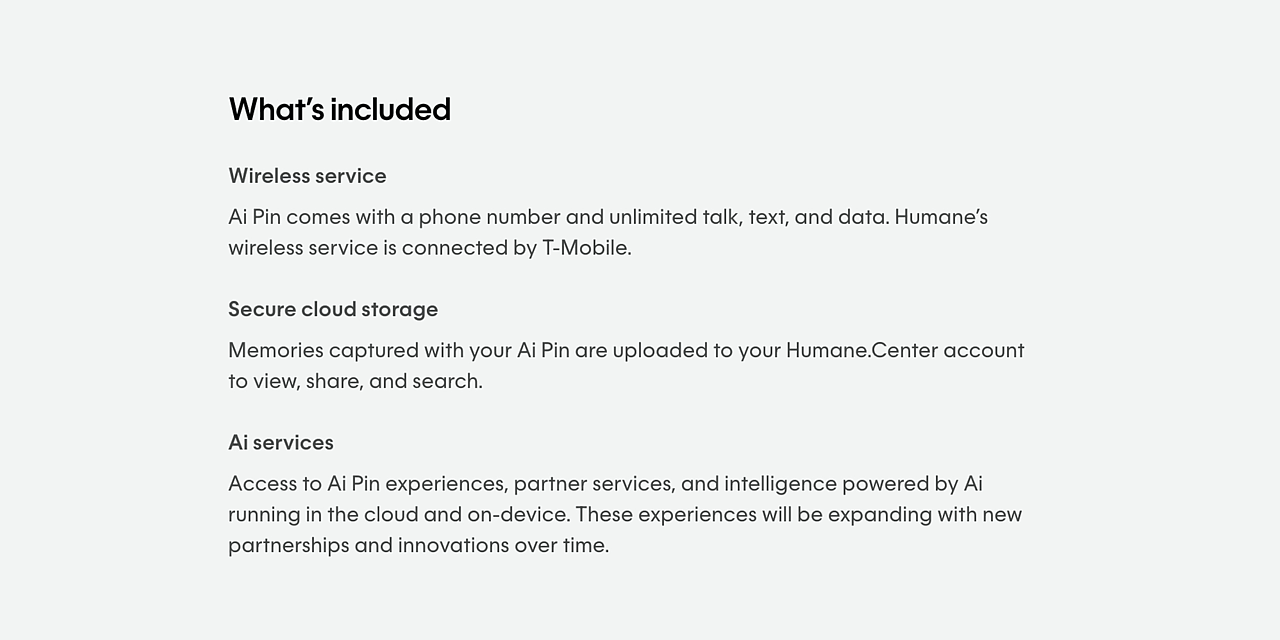 What’s included
Wireless service
Ai Pin comes with a phone number and unlimited talk, text, and data. Humane’s
wireless service is connected by T-Mobile.
Secure cloud storage
Memories captured with your Ai Pin are uploaded to your Humane.Center account
to view, share, and search.
Ai services
Access to Ai Pin experiences, partner services, and intelligence powered by Ai
running in the cloud and on-device. These experiences will be expanding with new
partnerships and innovations over time.